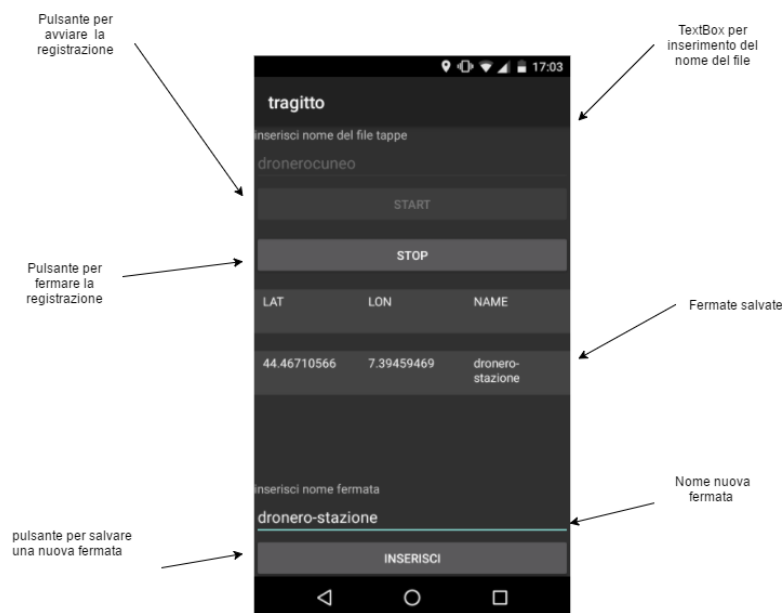 Pulsante per
avviare la
registrazione
TextBox per
inserimento del
nome del file
17:03
tragitto
inserisci nome del file tappe
dronerocuneo
START
STOP
Pulsante per
fermare la
registrazione
LAT LON NAME
Fermate salvate
44.46710566 7.39459469 dronero-
stazione
inserisci nome fermata
Nome nuova
fermata
dronero-stazione
pulsante per salvare
una nuova fermata
INSERISCI